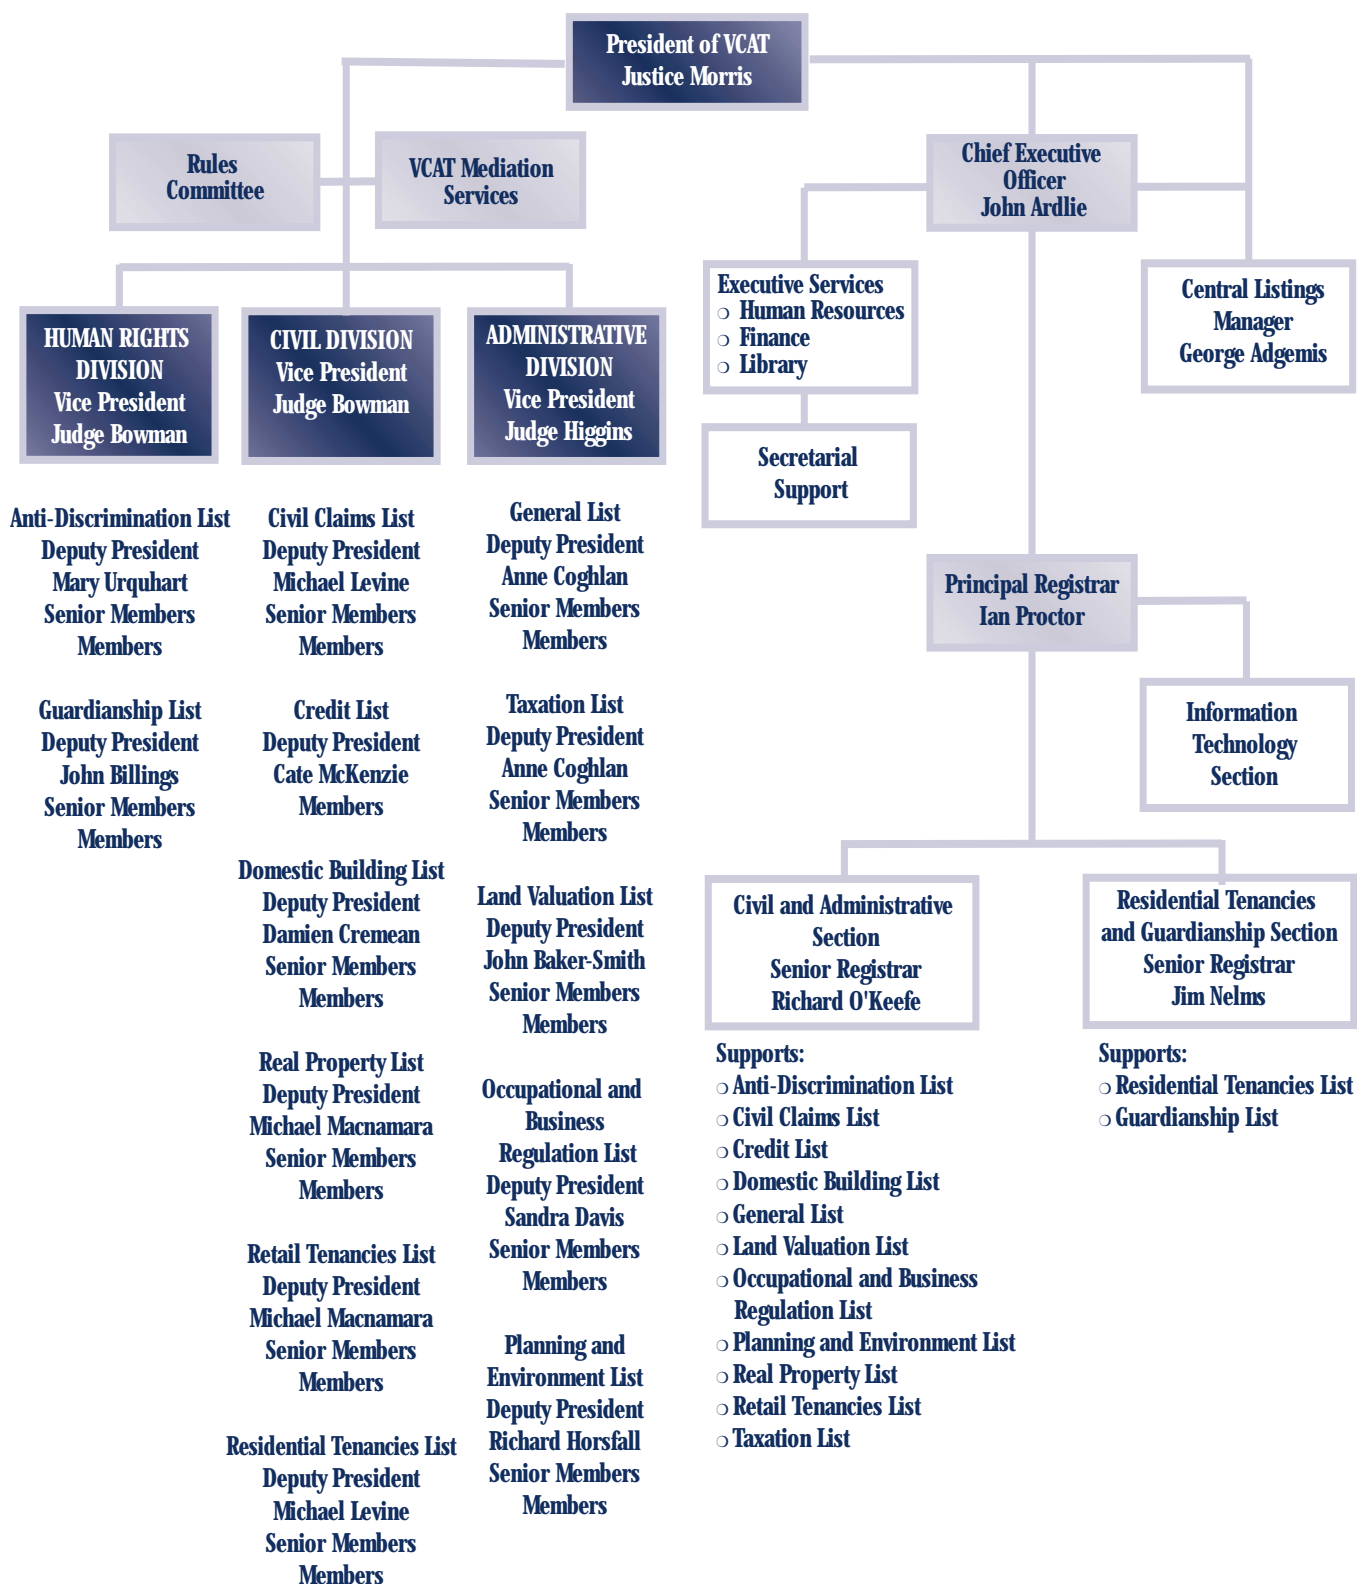 President of VCAT
Justice Morris
Rules
Committee
VCAT Mediation
Services
Chief Executive
Officer
John Ardlie
Executive Services
❍ Human Resources
❍ Finance
❍ Library
Central Listings
Manager
George Adgemis
Secretarial
Support
HUMAN RIGHTS
DIVISION
Vice President
Judge Bowman
CIVIL DIVISION
Vice President
Judge Bowman
ADMINISTRATIVE
DIVISION
Vice President
Judge Higgins
Anti-Discrimination List
Deputy President
Mary Urquhart
Senior Members
Members
Guardianship List
Deputy President
John Billings
Senior Members
Members
Civil Claims List
Deputy President
Michael Levine
Senior Members
Members
Credit List
Deputy President
Cate McKenzie
Members
Domestic Building List
Deputy President
Damien Cremean
Senior Members
Members
Real Property List
Deputy President
Michael Macnamara
Senior Members
Members
Retail Tenancies List
Deputy President
Michael Macnamara
Senior Members
Members
Residential Tenancies List
Deputy President
Michael Levine
Senior Members
Members
General List
Deputy President
Anne Coghlan
Senior Members
Members
Taxation List
Deputy President
Anne Coghlan
Senior Members
Members
Land Valuation List
Deputy President
John Baker-Smith
Senior Members
Members
Occupational and
Business
Regulation List
Deputy President
Sandra Davis
Senior Members
Members
Planning and
Environment List
Deputy President
Richard Horsfall
Senior Members
Members
Principal Registrar
Ian Proctor
Information
Technology
Section
Civil and Administrative
Section
Senior Registrar
Richard O'Keefe
Supports:
❍ Anti-Discrimination List
❍ Civil Claims List
❍ Credit List
❍ Domestic Building List
❍ General List
❍ Land Valuation List
❍ Occupational and Business
Regulation List
❍ Planning and Environment List
❍ Real Property List
❍ Retail Tenancies List
❍ Taxation List
Residential Tenancies
and Guardianship Section
Senior Registrar
Jim Nelms
Supports:
❍ Residential Tenancies List
❍ Guardianship List